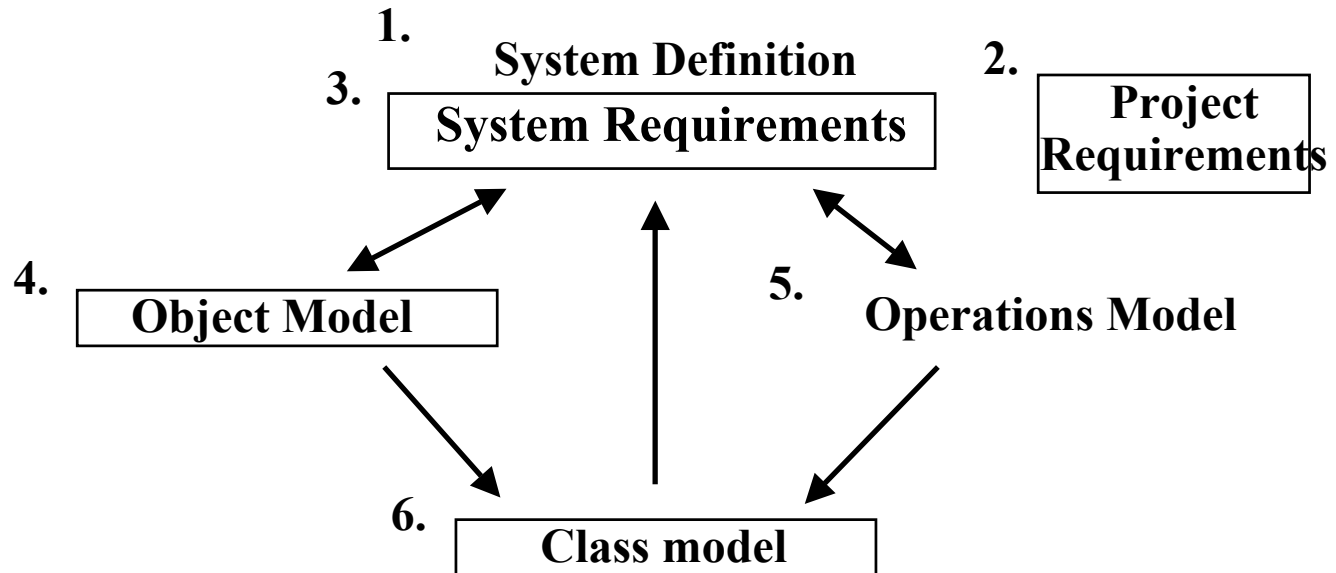 1.
System Definition
2.
3.
System Requirements
Project
Requirements
4.
Object Model
5.
Operations Model
6.
Class model